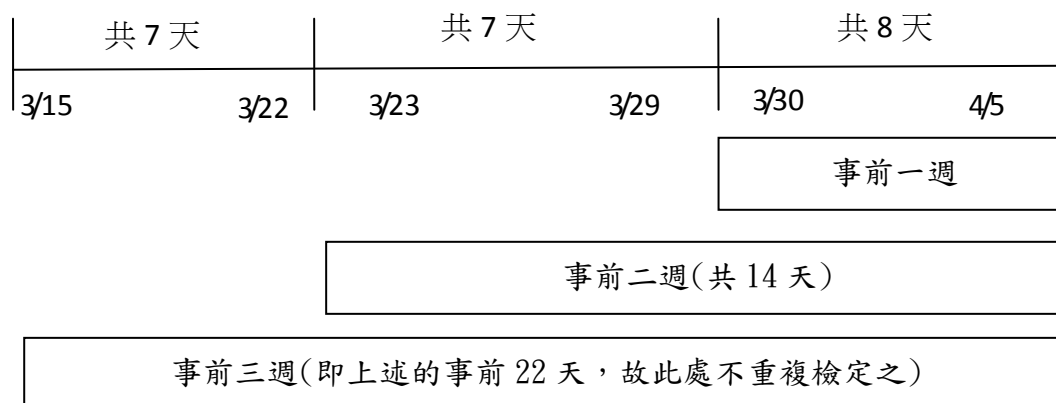 共 7 天 共 7 天 共 8 天
3/15 3/22 3/23 3/29 3/30 4/5
事前一週
事前二週(共 14 天)
事前三週(即上述的事前 22 天,故此處不重複檢定之)